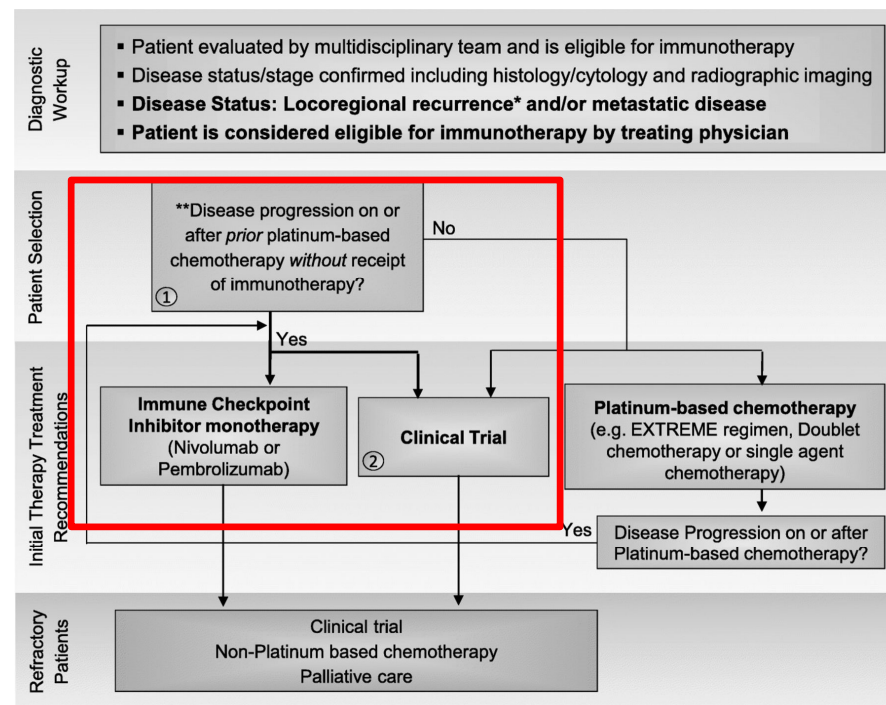 Diagnostic
Workup
▪ Patient evaluated by multidisciplinary team and is eligible for immunotherapy
▪ Disease status/stage confirmed including histology/cytology and radiographic imaging
▪ Disease Status: Locoregional recurrence* and/or metastatic disease
▪ Patient is considered eligible for immunotherapy by treating physician
Patient Selection
**Disease progression on or
after prior platinum-based
chemotherapy without receipt
of immunotherapy?
①
No
Yes
Initial Therapy Treatment
Recommendations
Immune Checkpoint
Inhibitor monotherapy
(Nivolumab or
Pembrolizumab)
Clinical Trial
②
Platinum-based chemotherapy
(e.g. EXTREME regimen, Doublet
chemotherapy or single agent
chemotherapy)
Yes
Disease Progression on or after
Platinum-based chemotherapy?
Refractory
Patients
Clinical trial
Non-Platinum based chemotherapy
Palliative care